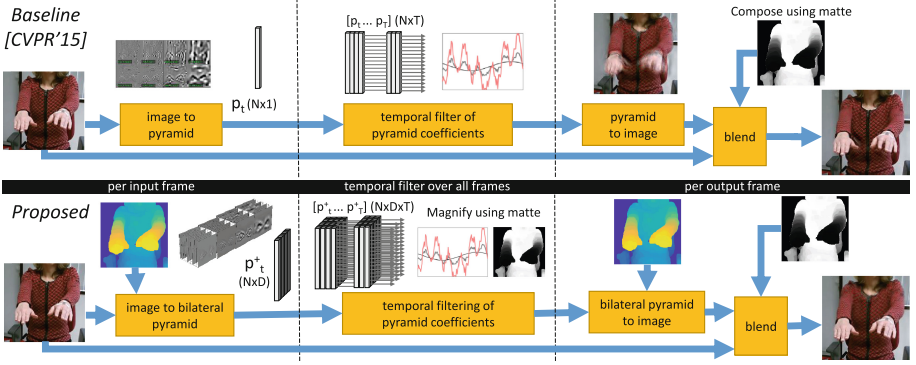 Baseline
[CVPR'15]
pₜ (Nx1)
[pₜ ... p_T] (NxT)
Compose using matte
image to
pyramid
temporal filter of
pyramid coefficients
pyramid
to image
blend
per input frame
temporal filter over all frames
per output frame
Proposed
p⁺ₜ
(NxD)
[p⁺ₜ ... p⁺_T] (NxDxT)
Magnify using matte
image to bilateral
pyramid
temporal filtering of
pyramid coefficients
bilateral pyramid
to image
blend